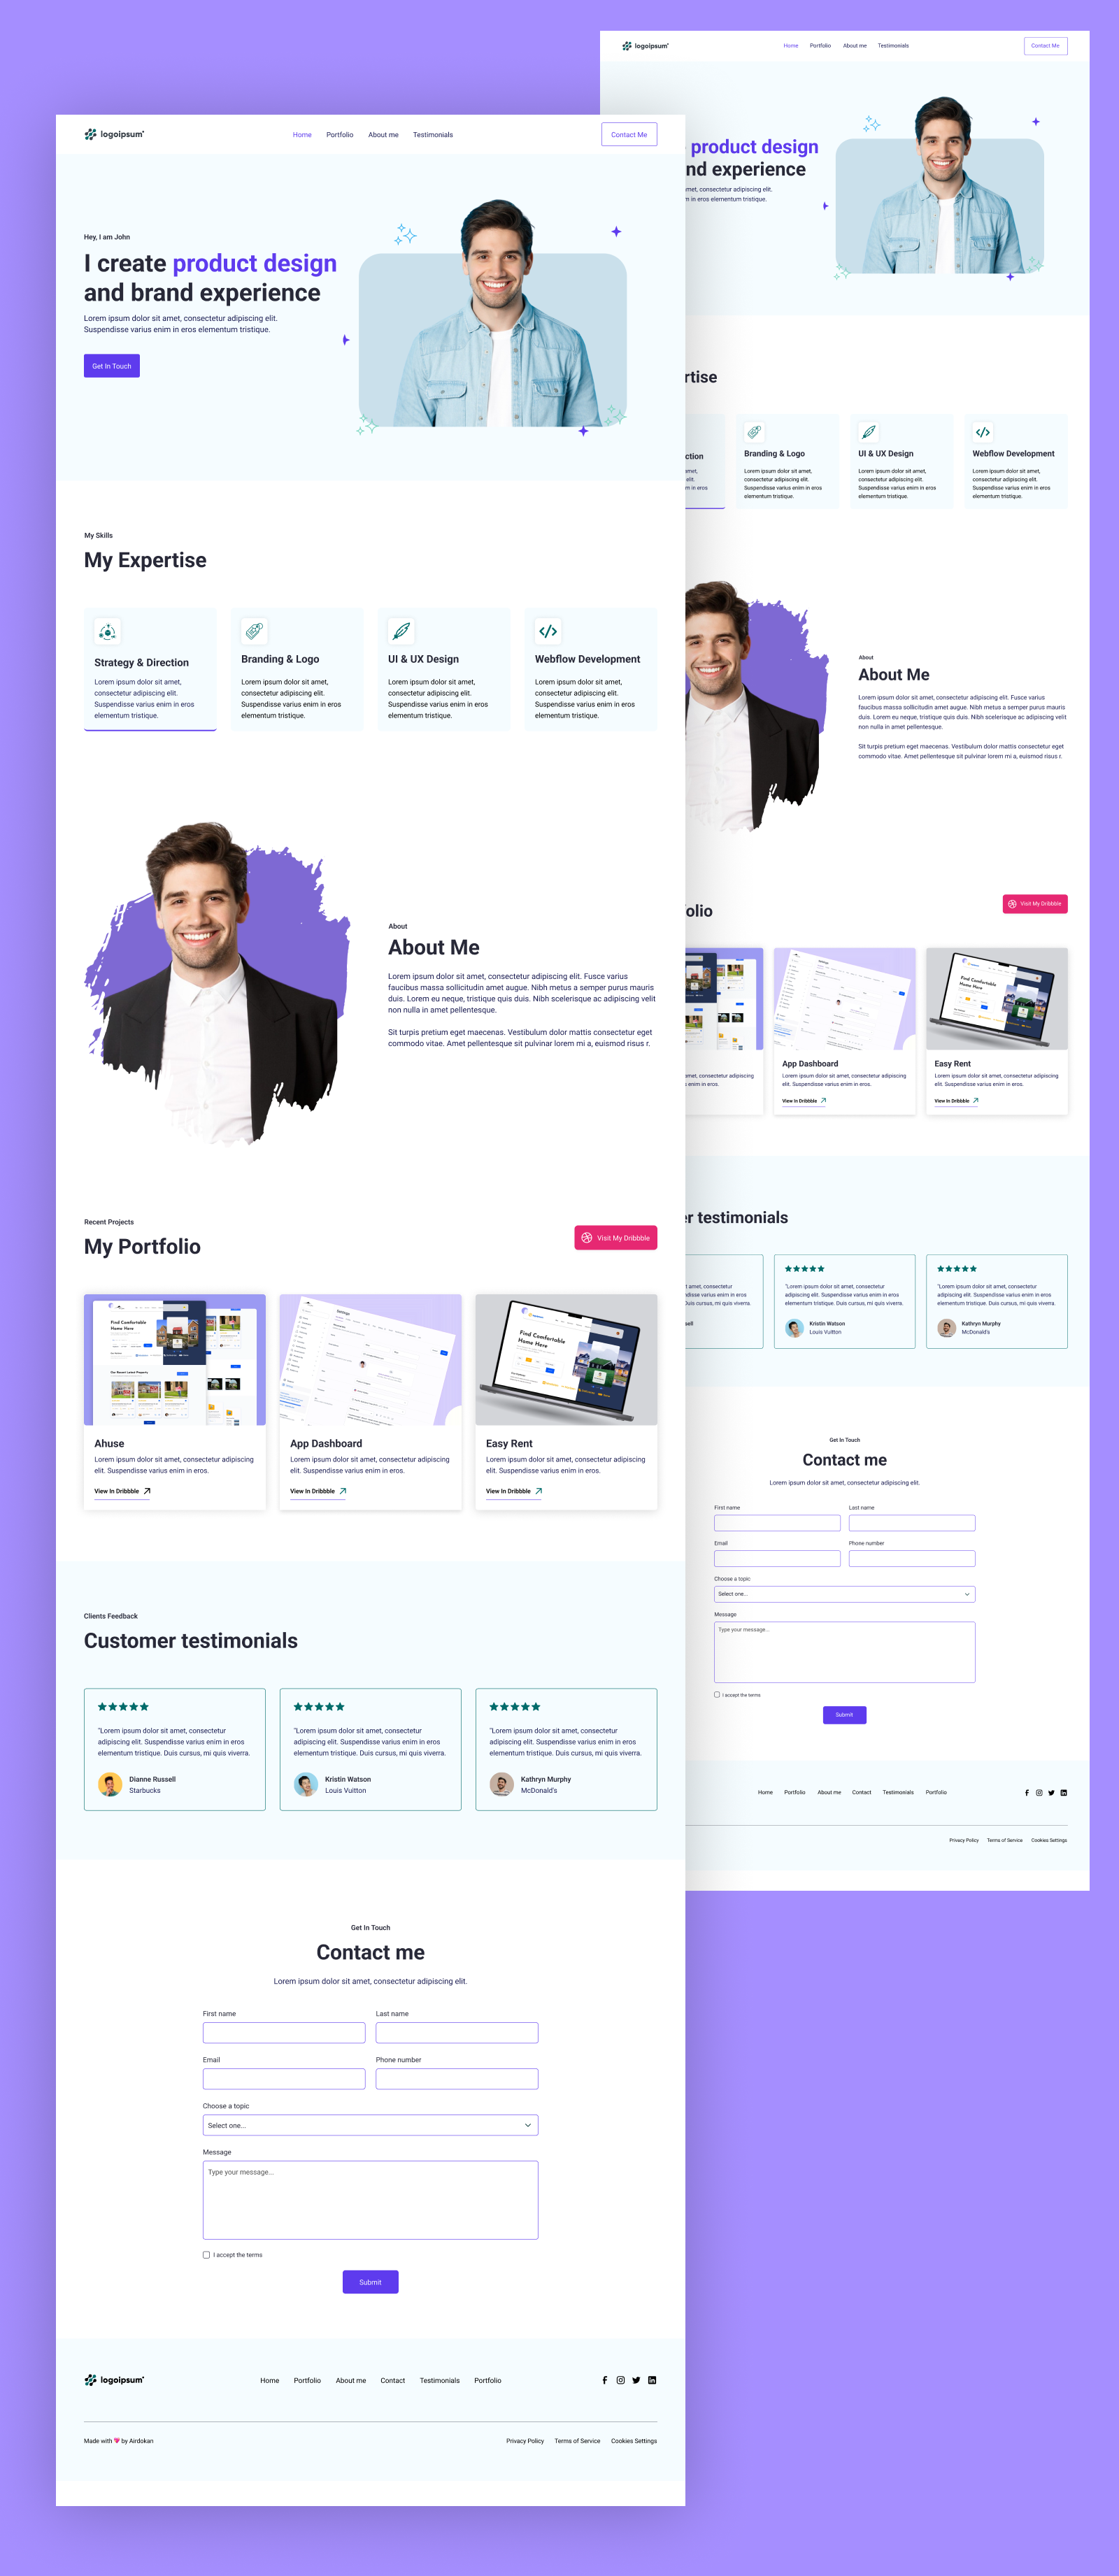 logoipsum
Home Portfolio About me Testimonials
Contact Me
Hey, I am John
I create product design
and brand experience
Lorem ipsum dolor sit amet, consectetur adipiscing elit.
Suspendisse varius enim in eros elementum tristique.
Get In Touch
My Skills
My Expertise
Strategy & Direction
Lorem ipsum dolor sit amet,
consectetur adipiscing elit.
Suspendisse varius enim in eros
elementum tristique.
Branding & Logo
Lorem ipsum dolor sit amet,
consectetur adipiscing elit.
Suspendisse varius enim in eros
elementum tristique.
UI & UX Design
Lorem ipsum dolor sit amet,
consectetur adipiscing elit.
Suspendisse varius enim in eros
elementum tristique.
Webflow Development
Lorem ipsum dolor sit amet,
consectetur adipiscing elit.
Suspendisse varius enim in eros
elementum tristique.
About
About Me
Lorem ipsum dolor sit amet, consectetur adipiscing elit. Fusce varius
faucibus massa sollicitudin amet augue. Nibh metus a semper purus mauris
duis. Lorem eu neque, tristique quis duis. Nibh scelerisque ac adipiscing velit
non nulla in amet pellentesque.
Sit turpis pretium eget maecenas. Vestibulum dolor mattis consectetur eget
commodo vitae. Amet pellentesque sit pulvinar lorem mi a, euismod risus r.
Recent Projects
My Portfolio
Visit My Dribbble
Find Comfortable
Home Here
Our Recent Latest Property
Ahuse
Lorem ipsum dolor sit amet, consectetur adipiscing
elit. Suspendisse varius enim in eros.
View In Dribbble
Settings
App Dashboard
Lorem ipsum dolor sit amet, consectetur adipiscing
elit. Suspendisse varius enim in eros.
View In Dribbble
Find Comfortable
Home Here
Easy Rent
Lorem ipsum dolor sit amet, consectetur adipiscing
elit. Suspendisse varius enim in eros.
View In Dribbble
Clients Feedback
Customer testimonials
"Lorem ipsum dolor sit amet, consectetur
adipiscing elit. Suspendisse varius enim in eros
elementum tristique. Duis cursus, mi quis viverra.
Dianne Russell
Starbucks
"Lorem ipsum dolor sit amet, consectetur
adipiscing elit. Suspendisse varius enim in eros
elementum tristique. Duis cursus, mi quis viverra.
Kristin Watson
Louis Vuitton
"Lorem ipsum dolor sit amet, consectetur
adipiscing elit. Suspendisse varius enim in eros
elementum tristique. Duis cursus, mi quis viverra.
Kathryn Murphy
McDonald's
Get In Touch
Contact me
Lorem ipsum dolor sit amet, consectetur adipiscing elit.
First name
Last name
Email
Phone number
Choose a topic
Select one...
Message
Type your message...
I accept the terms
Submit
logoipsum
Home Portfolio About me Contact Testimonials Portfolio
Made with 💖 by Airdokan
Privacy Policy Terms of Service Cookies Settings
logoipsum
Home Portfolio About me Testimonials
Contact Me
product design
nd experience
met, consectetur adipiscing elit.
m in eros elementum tristique.
rtise
ction
amet,
elit.
m in eros
Branding & Logo
Lorem ipsum dolor sit amet,
consectetur adipiscing elit.
Suspendisse varius enim in eros
elementum tristique.
UI & UX Design
Lorem ipsum dolor sit amet,
consectetur adipiscing elit.
Suspendisse varius enim in eros
elementum tristique.
Webflow Development
Lorem ipsum dolor sit amet,
consectetur adipiscing elit.
Suspendisse varius enim in eros
elementum tristique.
About
About Me
Lorem ipsum dolor sit amet, consectetur adipiscing elit. Fusce varius
faucibus massa sollicitudin amet augue. Nibh metus a semper purus mauris
duis. Lorem eu neque, tristique quis duis. Nibh scelerisque ac adipiscing velit
non nulla in amet pellentesque.
Sit turpis pretium eget maecenas. Vestibulum dolor mattis consectetur eget
commodo vitae. Amet pellentesque sit pulvinar lorem mi a, euismod risus r.
folio
Visit My Dribbble
amet, consectetur adipiscing
enim in eros.
App Dashboard
Lorem ipsum dolor sit amet, consectetur adipiscing
elit. Suspendisse varius enim in eros.
View In Dribbble
Find Comfortable
Home Here
Easy Rent
Lorem ipsum dolor sit amet, consectetur adipiscing
elit. Suspendisse varius enim in eros.
View In Dribbble
er testimonials
t amet, consectetur
disse varius enim in eros
Duis cursus, mi quis viverra.
sell
"Lorem ipsum dolor sit amet, consectetur
adipiscing elit. Suspendisse varius enim in eros
elementum tristique. Duis cursus, mi quis viverra.
Kristin Watson
Louis Vuitton
"Lorem ipsum dolor sit amet, consectetur
adipiscing elit. Suspendisse varius enim in eros
elementum tristique. Duis cursus, mi quis viverra.
Kathryn Murphy
McDonald's
Get In Touch
Contact me
Lorem ipsum dolor sit amet, consectetur adipiscing elit.
First name
Last name
Email
Phone number
Choose a topic
Select one...
Message
Type your message...
I accept the terms
Submit
Home Portfolio About me Contact Testimonials Portfolio
Privacy Policy Terms of Service Cookies Settings